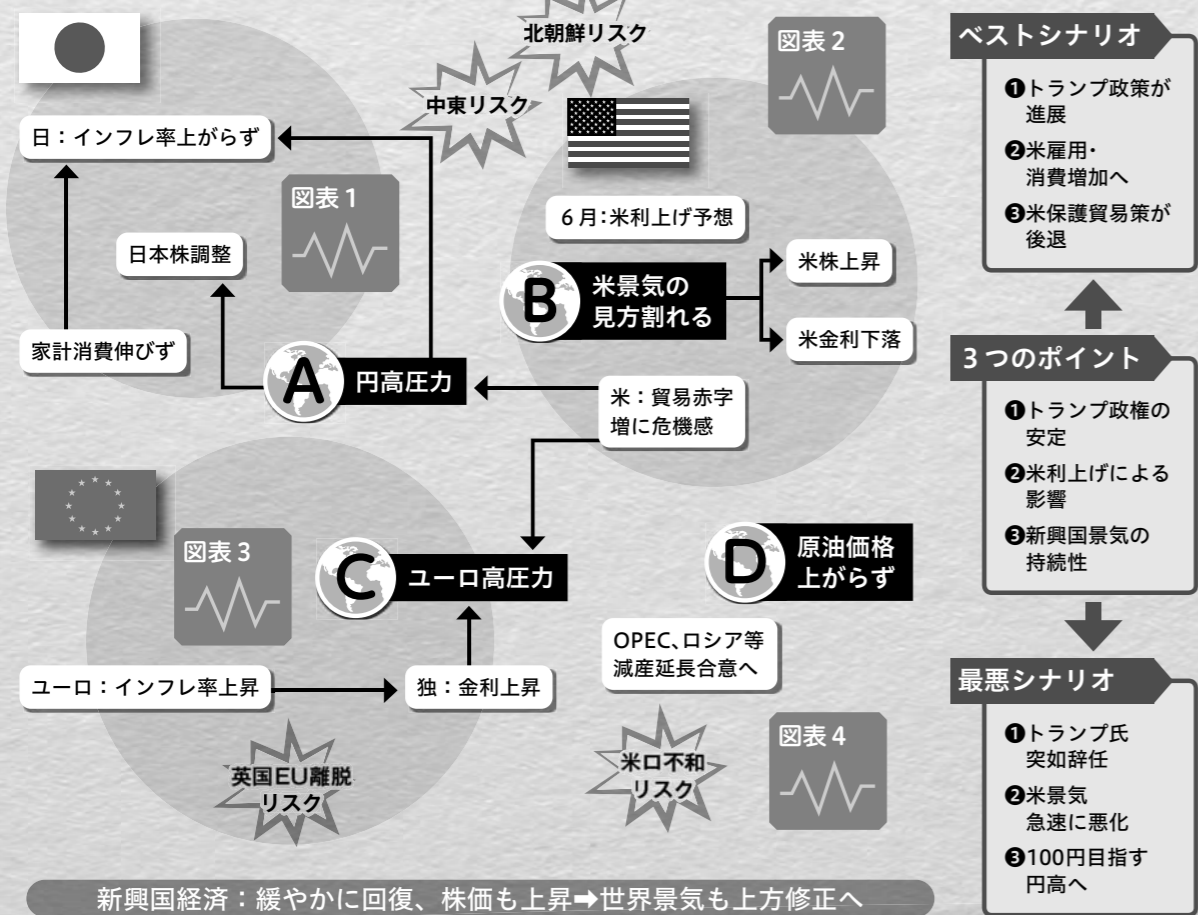 北朝鮮リスク
中東リスク
図表2
日：インフレ率上がらず
図表1
6月：米利上げ予想
日本株調整
B
米景気の
見方割れる
米株上昇
米金利下落
家計消費伸びず
A
円高圧力
米：貿易赤字
増に危機感
図表3
C
ユーロ高圧力
D
原油価格
上がらず
OPEC、ロシア等
減産延長合意へ
ユーロ：インフレ率上昇
独：金利上昇
英国EU離脱
リスク
米ロ不和
リスク
図表4
新興国経済：緩やかに回復、株価も上昇➡世界景気も上方修正へ
ベストシナリオ
❶トランプ政策が
進展
❷米雇用・
消費増加へ
❸米保護貿易策が
後退
3つのポイント
❶トランプ政権の
安定
❷米利上げによる
影響
❸新興国景気の
持続性
最悪シナリオ
❶トランプ氏
突如辞任
❷米景気
急速に悪化
❸100円目指す
円高へ